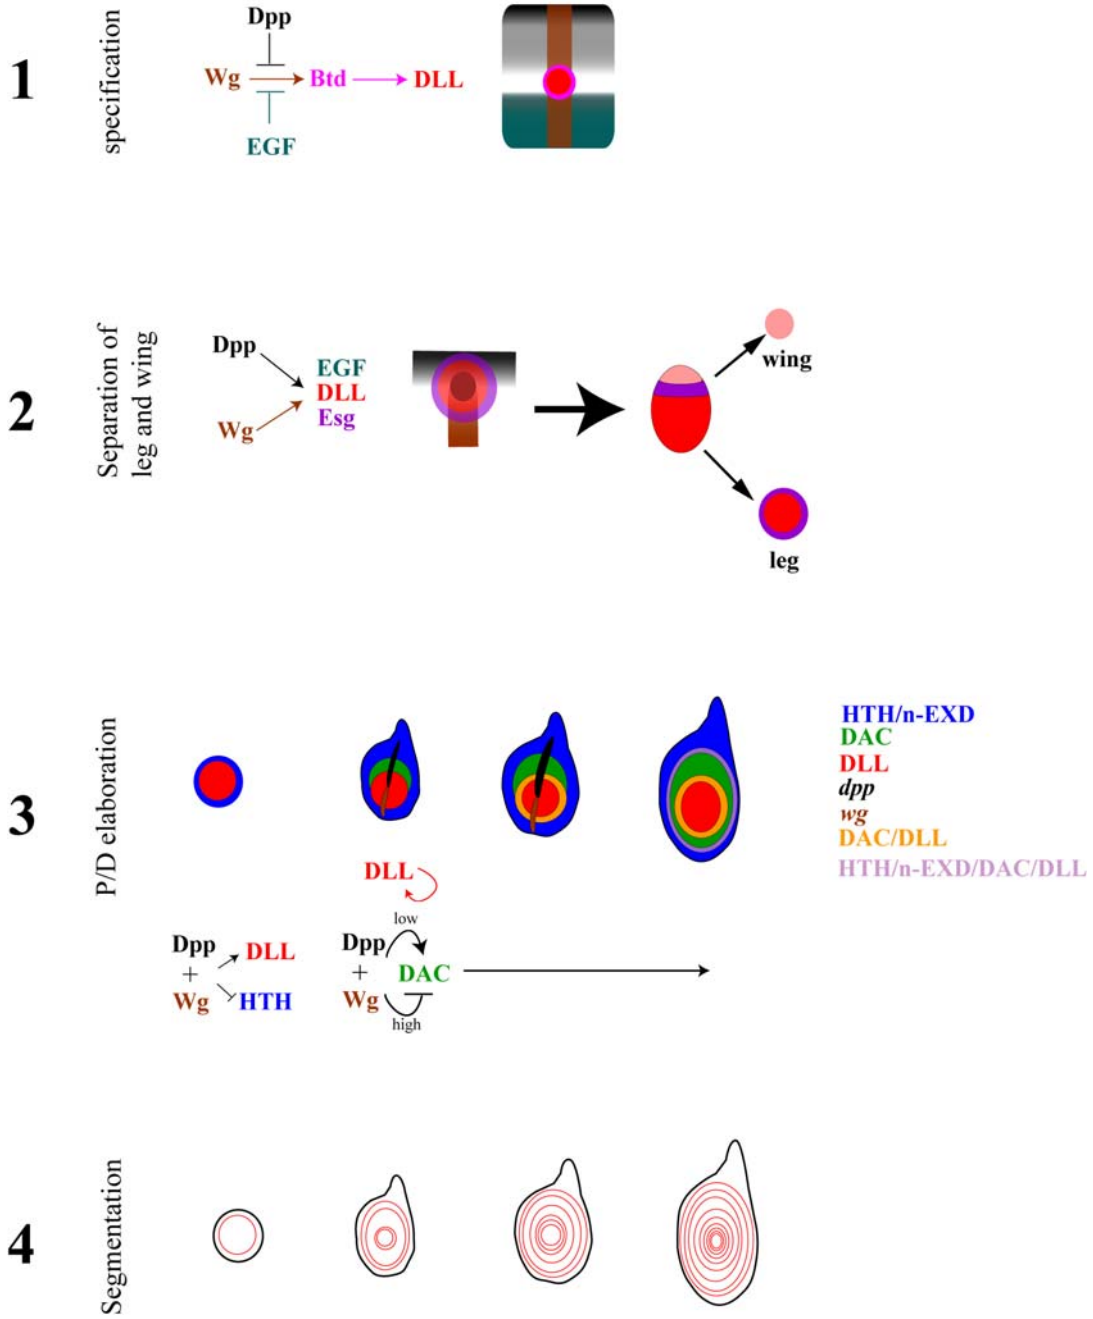 1
specification
Dpp
Wg
Btd
DLL
EGF
2
Separation of
leg and wing
Dpp
Wg
EGF
DLL
Esg
wing
leg
3
P/D elaboration
HTH/n-EXD
DAC
DLL
dpp
wg
DAC/DLL
HTH/n-EXD/DAC/DLL
Dpp
+
Wg
DLL
HTH
DLL
low
Dpp
+
Wg
DAC
high
4
Segmentation